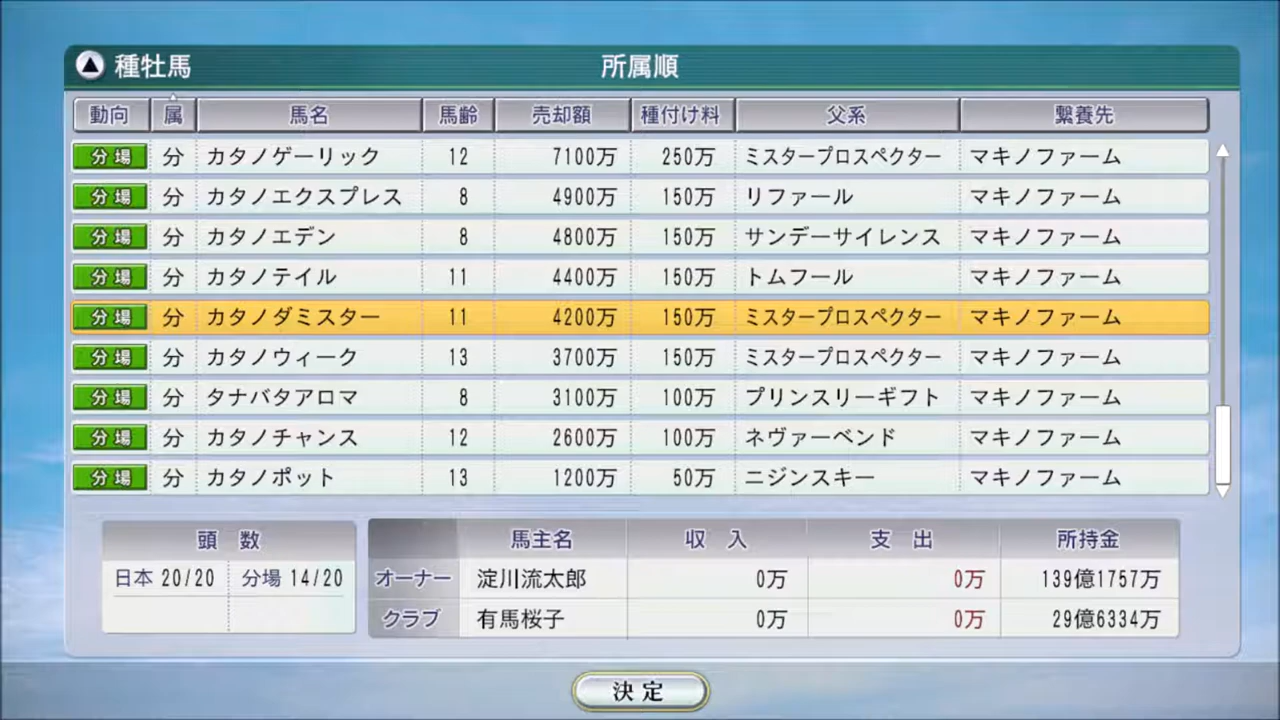 種牡馬 所属順
動向 属 馬名 馬齢 売却額 種付け料 父系 繋養先
分場 分 カタノゲーリック 12 7100万 250万 ミスタープロスペクター マキノファーム
分場 分 カタノエクスプレス 8 4900万 150万 リファール マキノファーム
分場 分 カタノエデン 8 4800万 150万 サンデーサイレンス マキノファーム
分場 分 カタノテイル 11 4400万 150万 トムフール マキノファーム
分場 分 カタノダミスター 11 4200万 150万 ミスタープロスペクター マキノファーム
分場 分 カタノウィーク 13 3700万 150万 ミスタープロスペクター マキノファーム
分場 分 タナバタアロマ 8 3100万 100万 プリンスリーギフト マキノファーム
分場 分 カタノチャンス 12 2600万 100万 ネヴァーベンド マキノファーム
分場 分 カタノポット 13 1200万 50万 ニジンスキー マキノファーム
頭 数
日本 20/20 分場 14/20
馬主名 収 入 支 出 所持金
オーナー 淀川流太郎 0万 0万 139億1757万
クラブ 有馬桜子 0万 0万 29億6334万
決定